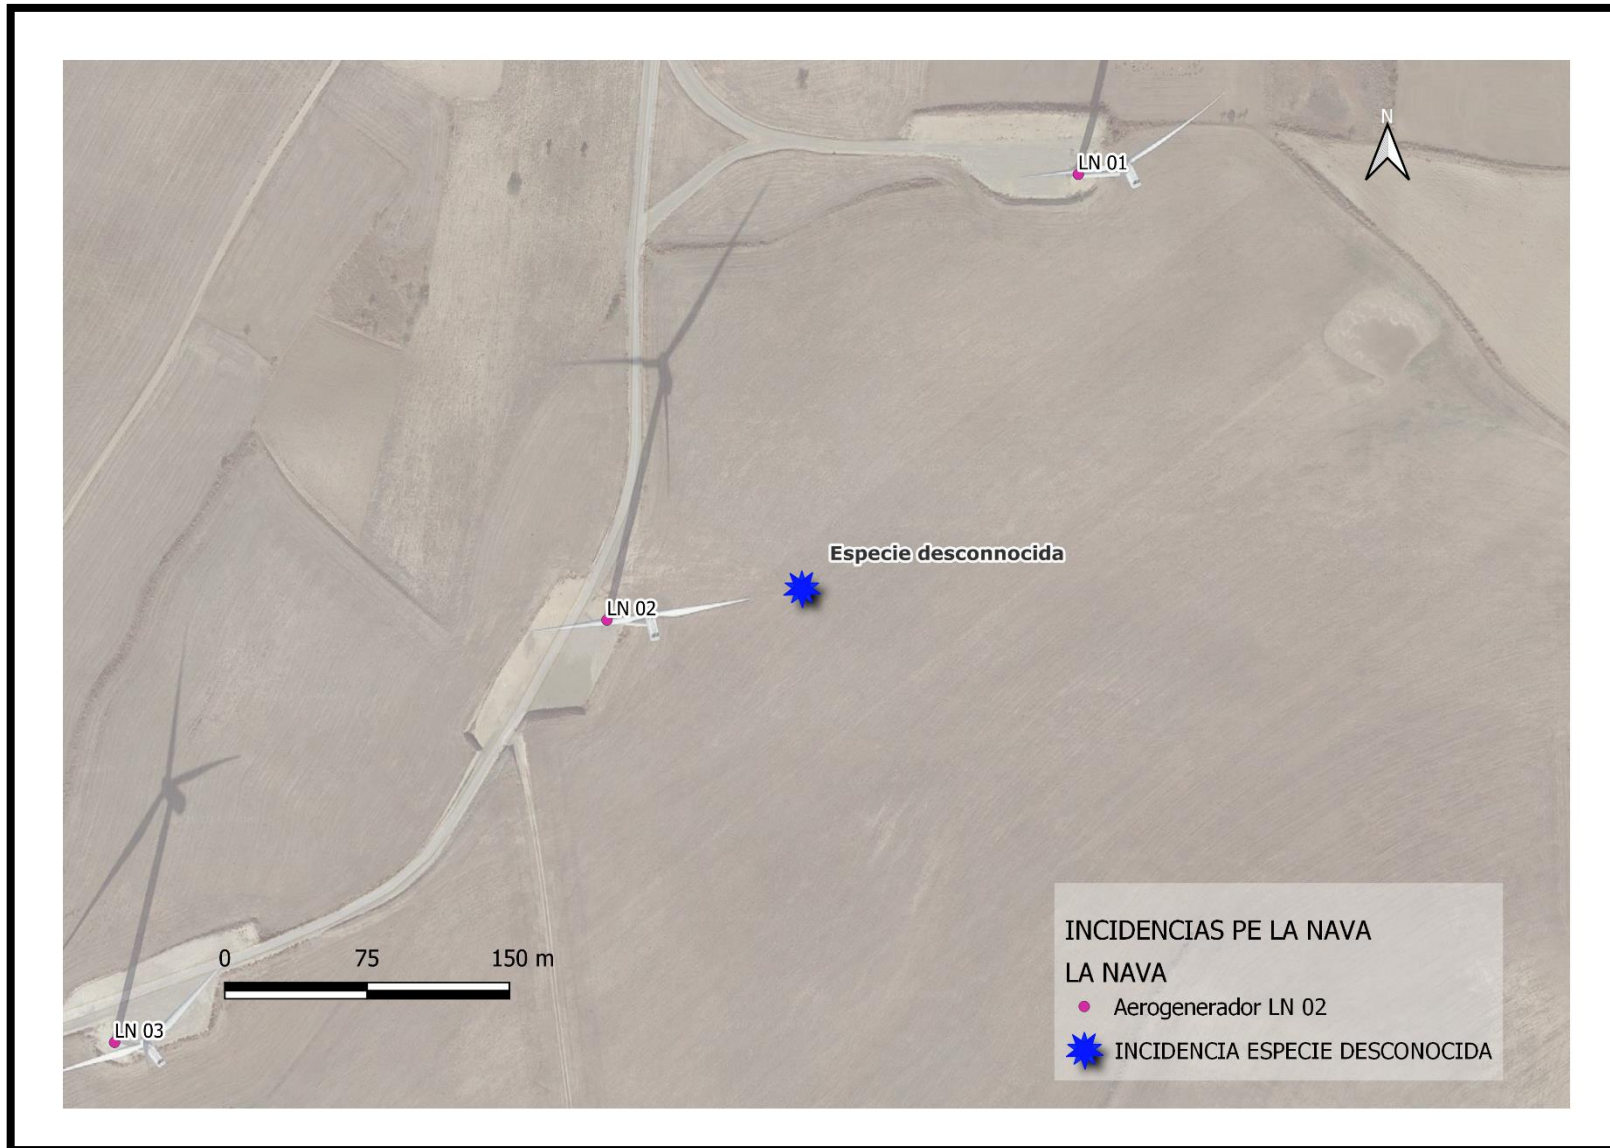 N
LN 01
Especie desconnocida
LN 02
0 75 150 m
LN 03
INCIDENCIAS PE LA NAVA
LA NAVA
Aerogenerador LN 02
INCIDENCIA ESPECIE DESCONOCIDA